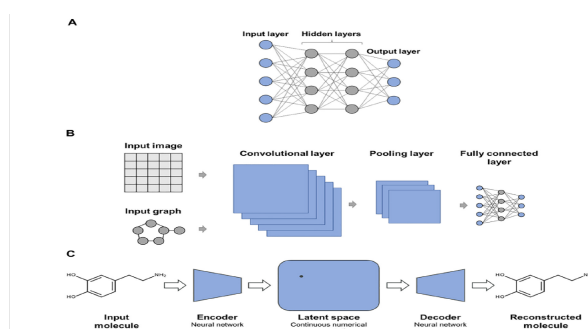 A
Input layer
Hidden layers
Output layer
B
Input image
Convolutional layer
Pooling layer
Fully connected
layer
Input graph
C
HO
HO
NH₂
HO
HO
Input
molecule
Encoder
Neural network
Latent space
Continuous numerical
Decoder
Neural network
Reconstructed
molecule